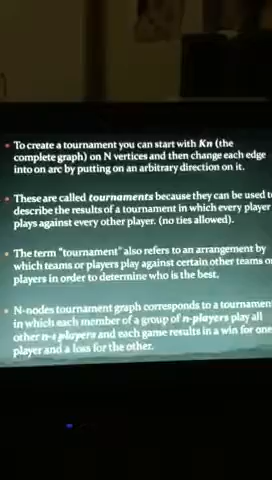 • To create a tournament you can start with Kn (the
complete graph) on N vertices and then change each edge
into on arc by putting on an arbitrary direction on it.
• These are called tournaments because they can be used t
describe the results of a tournament in which every player
plays against every other player. (no ties allowed).
• The term "tournament" also refers to an arrangement by
which teams or players play against certain other teams o
players in order to determine who is the best.
• N-nodes tournament graph corresponds to a tournamen
in which each member of a group of n-players play all
other n-1 players and each game results in a win for one
player and a loss for the other.